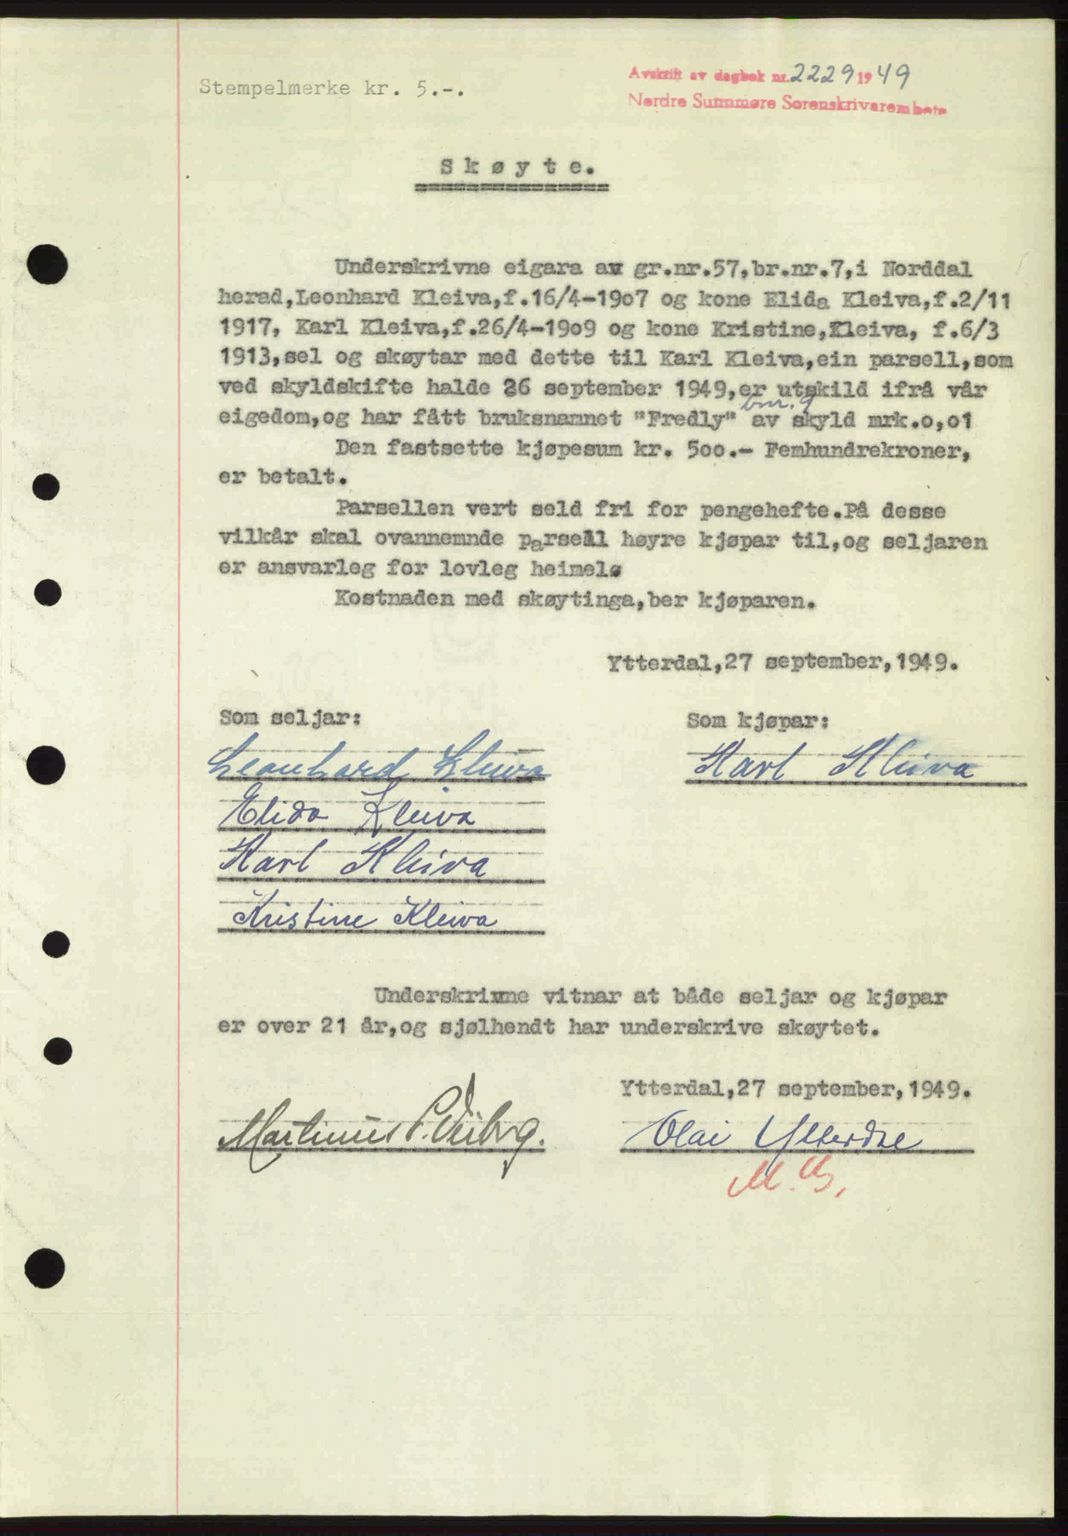 Stempelmerke kr. 5.-.
Avskrift av dagbok nr. 2229 1949
Nordre Sunnmøre Sorenskrivarembete
Skøyte.
Underskrivne eigara av gr.nr.57,br.nr.7,i Norddal
herad,Leonhard Kleiva,f.16/4-1907 og kone Elida Kleiva,f.2/11
1917, Karl Kleiva,f.26/4-1909 og kone Kristine,Kleiva, f.6/3
1913,sel og skøytar med dette til Karl Kleiva,ein parsell,som
ved skyldskifte halde 26 september 1949,er utskild ifrå vår
bnr. 9
eigedom,og har fått bruksnamnet "Fredly" av skyld mrk.o,o1
Den fastsette kjøpesum kr. 5oo.- Femhundrekroner,
er betalt.
Parsellen vert seld fri for pengehefte.På desse
vilkår skal ovannemnde parsell høyre kjøpar til,og seljaren
er ansvarleg for lovleg heimel.
Kostnaden med skøytinga,ber kjøparen.
Ytterdal,27 september,1949.
Som seljar:
Som kjøpar:
Leonhard Kleiva
Karl Kleiva
Elida Kleiva
Karl Kleiva
Kristine Kleiva
Underskrivne vitnar at både seljar og kjøpar
er over 21 år,og sjølhendt har underskrive skøytet.
Ytterdal,27 september,1949.
Martinus P.
Olai Ytterdal